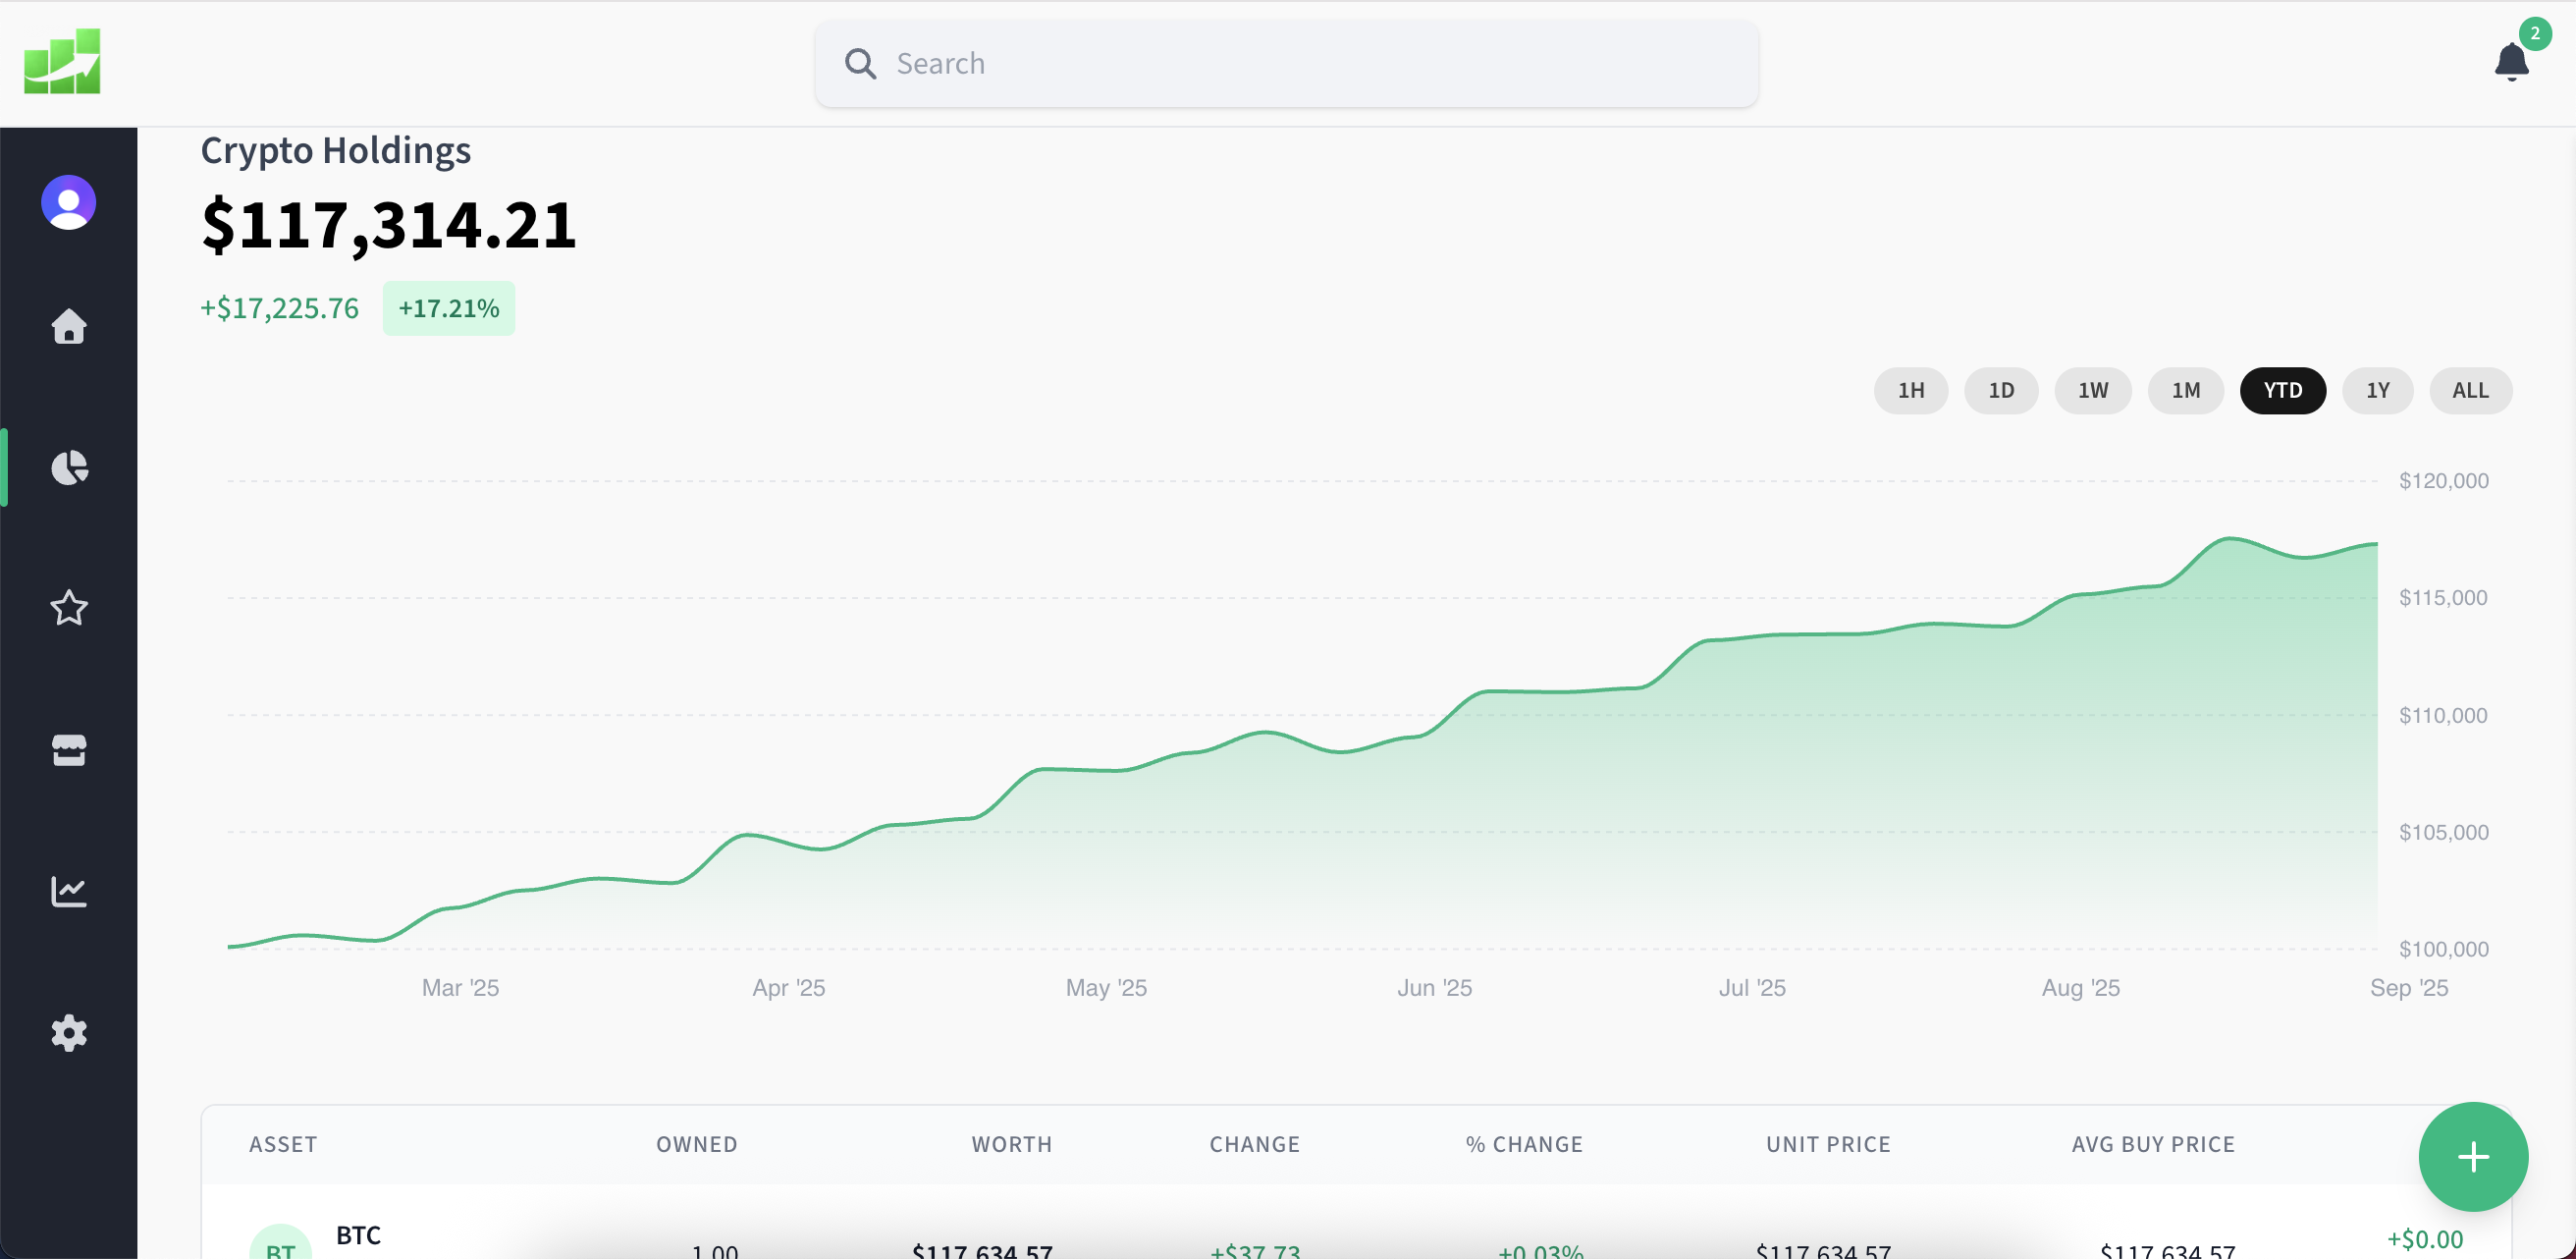 Search
2
Crypto Holdings
$117,314.21
+$17,225.76 +17.21%
1H 1D 1W 1M YTD 1Y ALL
$120,000
$115,000
$110,000
$105,000
$100,000
Mar '25 Apr '25 May '25 Jun '25 Jul '25 Aug '25 Sep '25
ASSET OWNED WORTH CHANGE % CHANGE UNIT PRICE AVG BUY PRICE
BT BTC 1.00 $117,634.57 +$37.73 +0.03% $117,634.57 $117,634.57 +$0.00